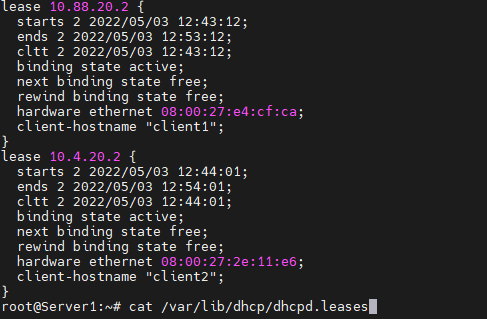 lease 10.88.20.2 {
  starts 2 2022/05/03 12:43:12;
  ends 2 2022/05/03 12:53:12;
  cltt 2 2022/05/03 12:43:12;
  binding state active;
  next binding state free;
  rewind binding state free;
  hardware ethernet 08:00:27:e4:cf:ca;
  client-hostname "client1";
}
lease 10.4.20.2 {
  starts 2 2022/05/03 12:44:01;
  ends 2 2022/05/03 12:54:01;
  cltt 2 2022/05/03 12:44:01;
  binding state active;
  next binding state free;
  rewind binding state free;
  hardware ethernet 08:00:27:2e:11:e6;
  client-hostname "client2";
}
root@Server1:~# cat /var/lib/dhcp/dhcpd.leases